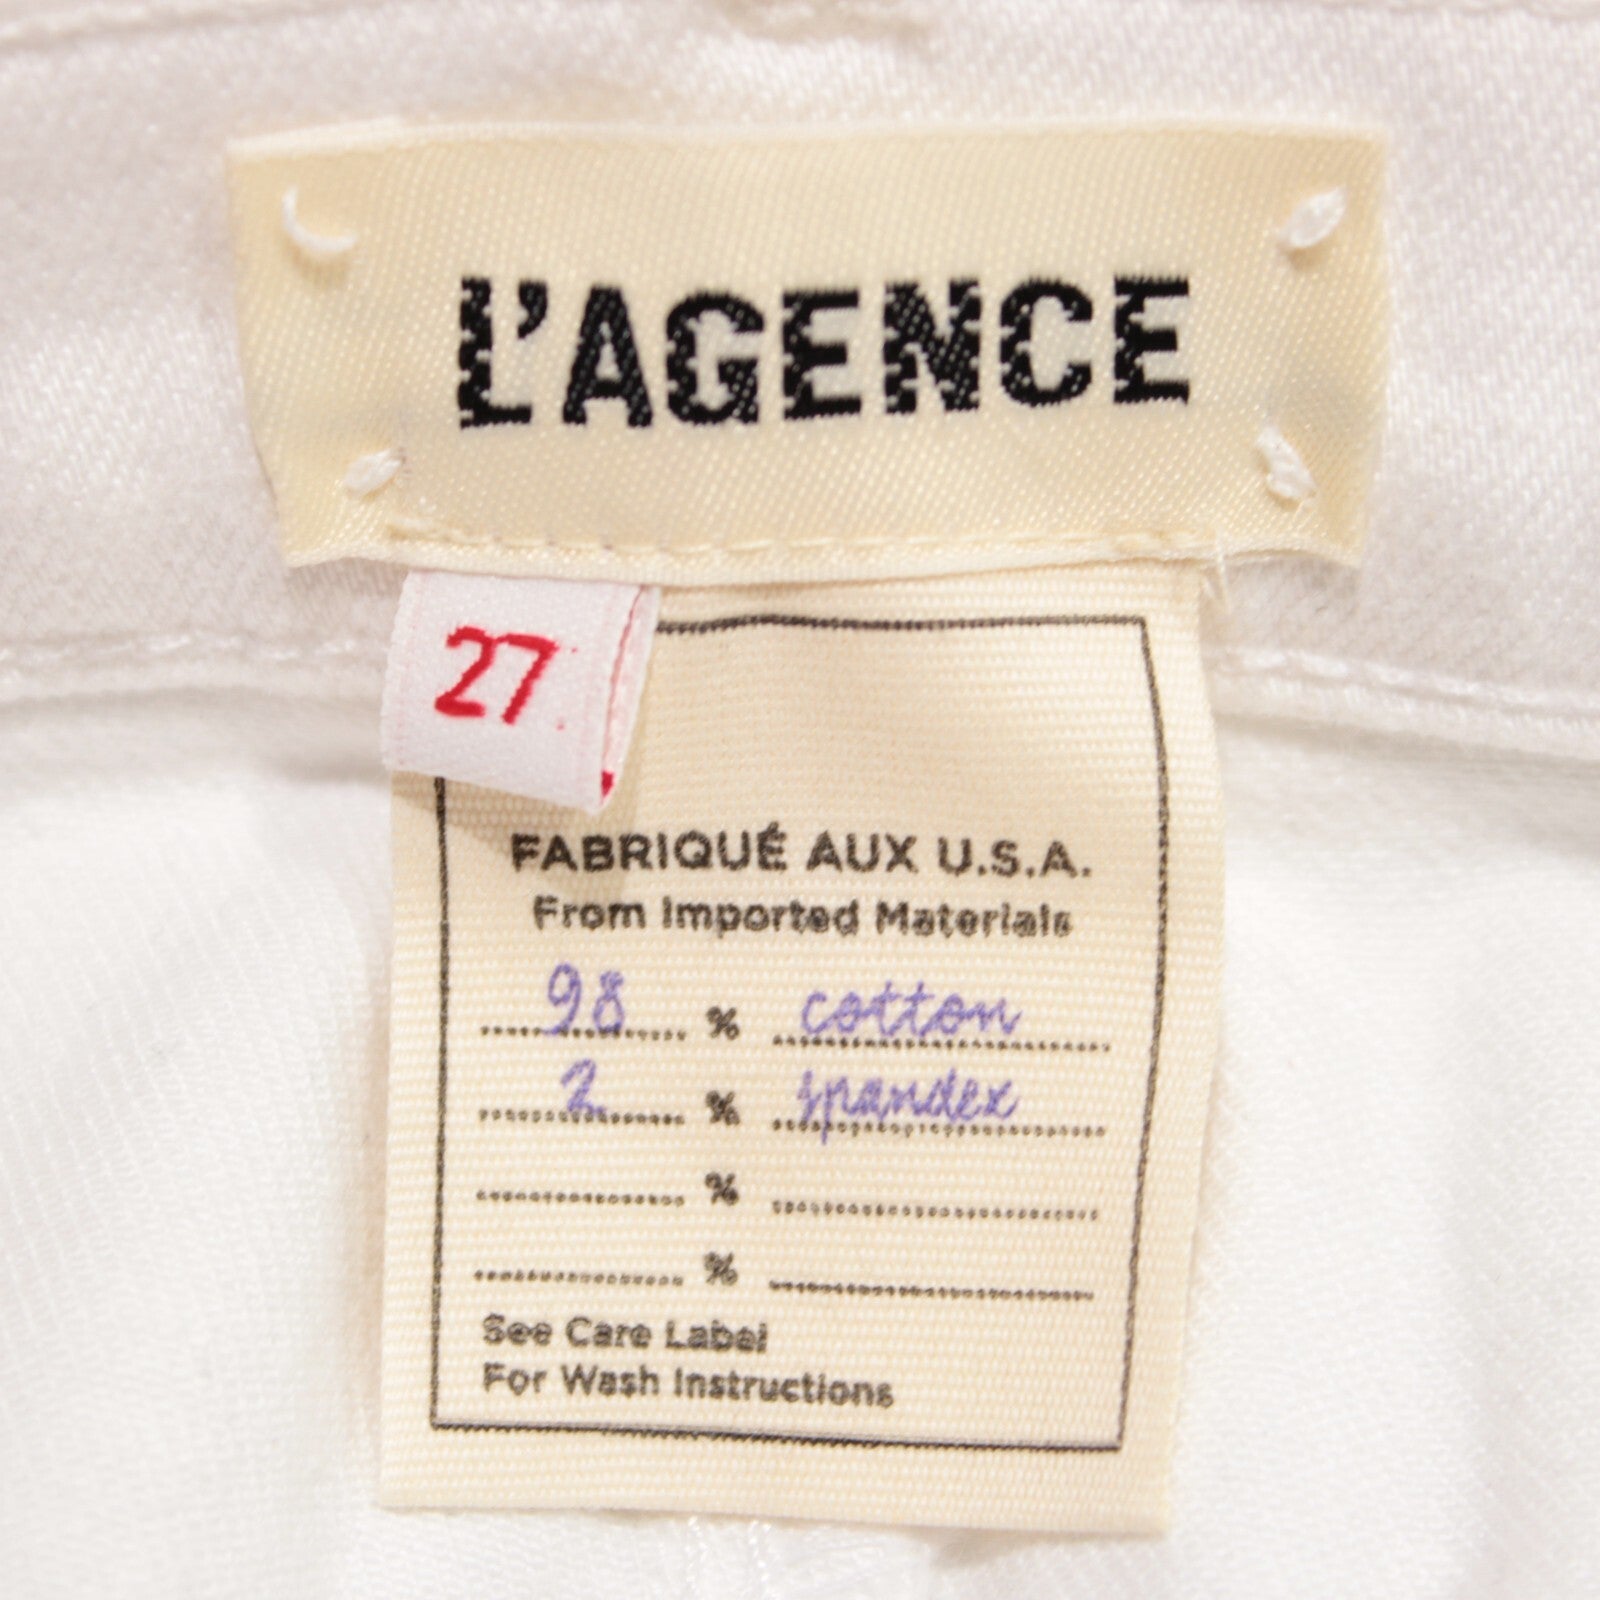 L'AGENCE
27
FABRIQUÉ AUX U.S.A.
From Imported Materials
98 % cotton
2 % spandex
%
%
See Care Label
For Wash Instructions